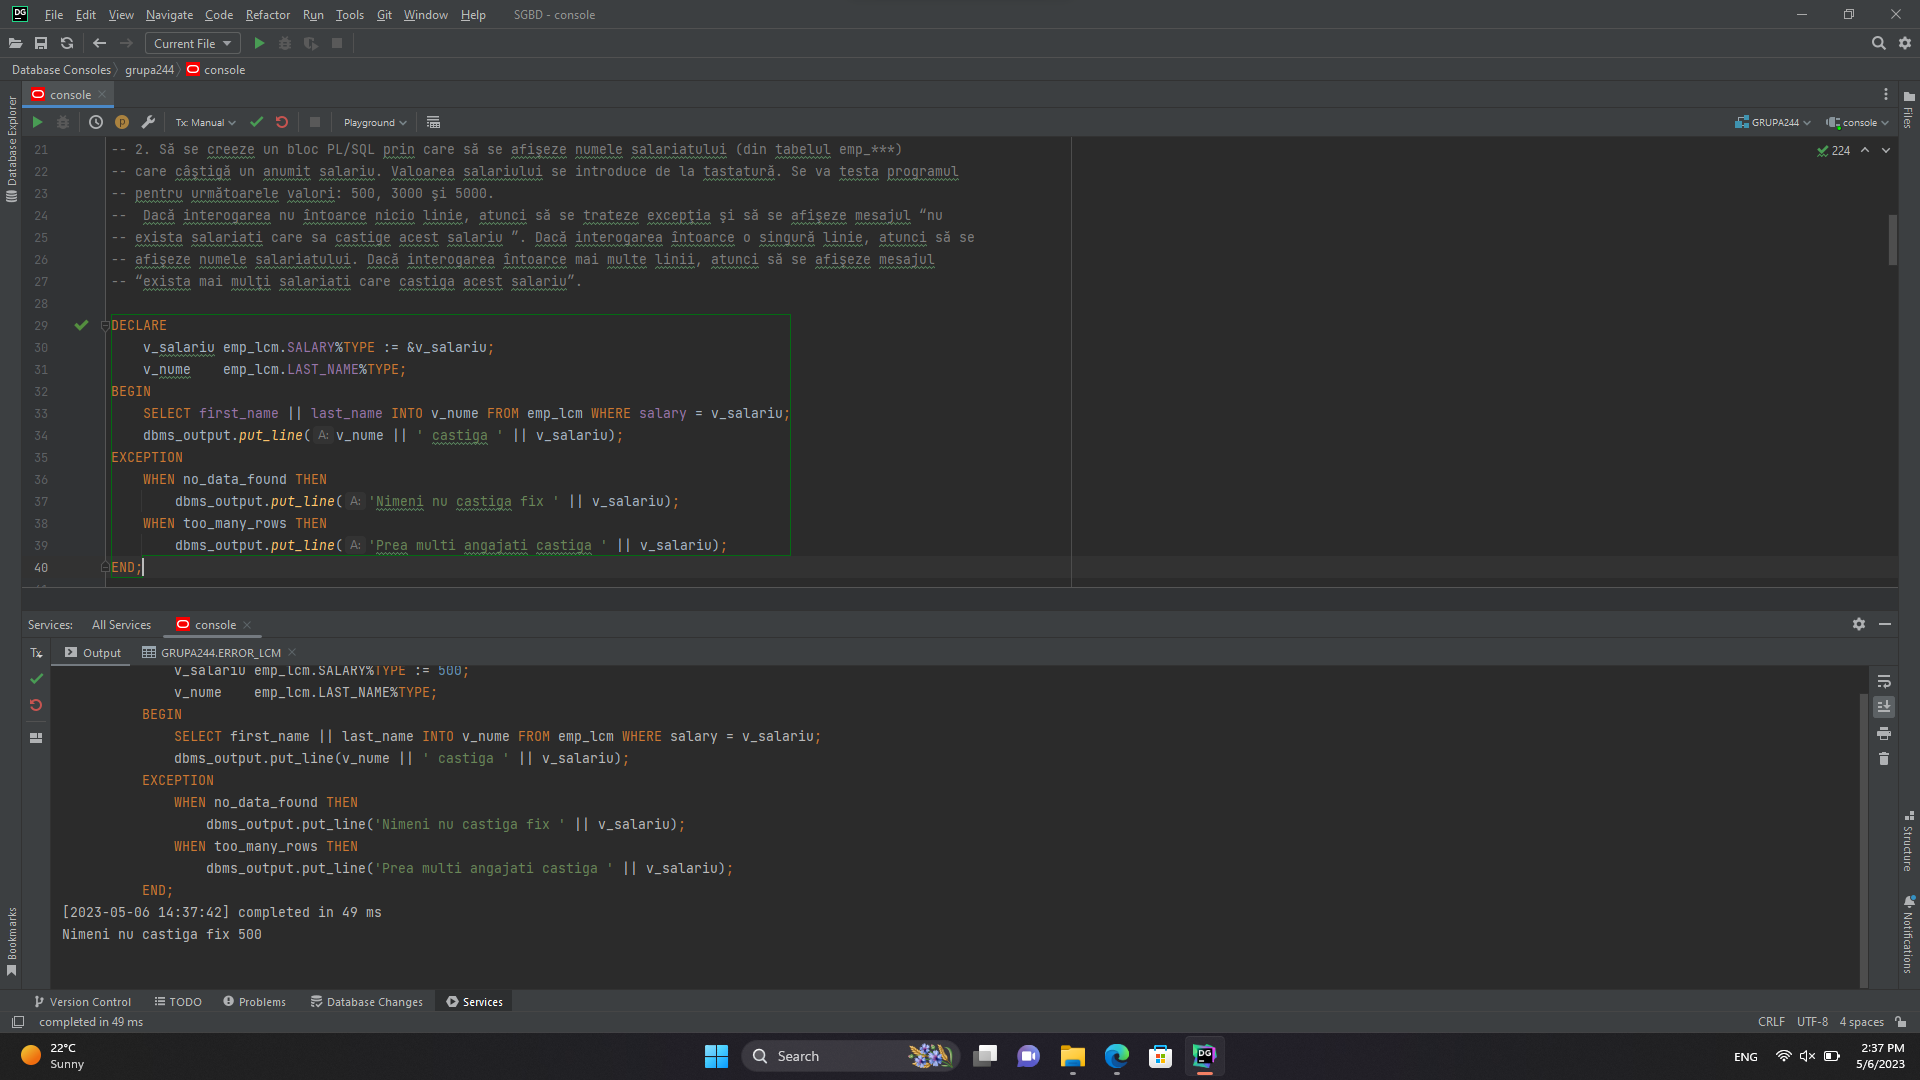 File Edit View Navigate Code Refactor Run Tools Git Window Help SGBD - console
Current File
Database Consoles grupa244 console
console
Tx: Manual Playground GRUPA244 console
Database Explorer
Files
21 -- 2. Să se creeze un bloc PL/SQL prin care să se afişeze numele salariatului (din tabelul emp_***)
224
22 -- care câştigă un anumit salariu. Valoarea salariului se introduce de la tastatură. Se va testa programul
23 -- pentru următoarele valori: 500, 3000 şi 5000.
24 --  Dacă interogarea nu întoarce nicio linie, atunci să se trateze excepţia şi să se afişeze mesajul “nu
25 -- exista salariati care sa castige acest salariu ”. Dacă interogarea întoarce o singură linie, atunci să se
26 -- afişeze numele salariatului. Dacă interogarea întoarce mai multe linii, atunci să se afişeze mesajul
27 -- “exista mai mulţi salariati care castiga acest salariu”.
28
29 DECLARE
30     v_salariu emp_lcm.SALARY%TYPE := &v_salariu;
31     v_nume    emp_lcm.LAST_NAME%TYPE;
32 BEGIN
33     SELECT first_name || last_name INTO v_nume FROM emp_lcm WHERE salary = v_salariu;
34     dbms_output.put_line( A: v_nume || ' castiga ' || v_salariu);
35 EXCEPTION
36     WHEN no_data_found THEN
37         dbms_output.put_line( A: 'Nimeni nu castiga fix ' || v_salariu);
38     WHEN too_many_rows THEN
39         dbms_output.put_line( A: 'Prea multi angajati castiga ' || v_salariu);
40 END;
Services: All Services console
Tx Output GRUPA244.ERROR_LCM
v_salariu emp_lcm.SALARY%TYPE := 500;
v_nume    emp_lcm.LAST_NAME%TYPE;
BEGIN
SELECT first_name || last_name INTO v_nume FROM emp_lcm WHERE salary = v_salariu;
dbms_output.put_line(v_nume || ' castiga ' || v_salariu);
EXCEPTION
WHEN no_data_found THEN
dbms_output.put_line('Nimeni nu castiga fix ' || v_salariu);
WHEN too_many_rows THEN
dbms_output.put_line('Prea multi angajati castiga ' || v_salariu);
END;
[2023-05-06 14:37:42] completed in 49 ms
Nimeni nu castiga fix 500
Structure
Bookmarks
Notifications
Version Control TODO Problems Database Changes Services
completed in 49 ms CRLF UTF-8 4 spaces
22°C
Sunny
Search
DG
ENG
2:37 PM
5/6/2023